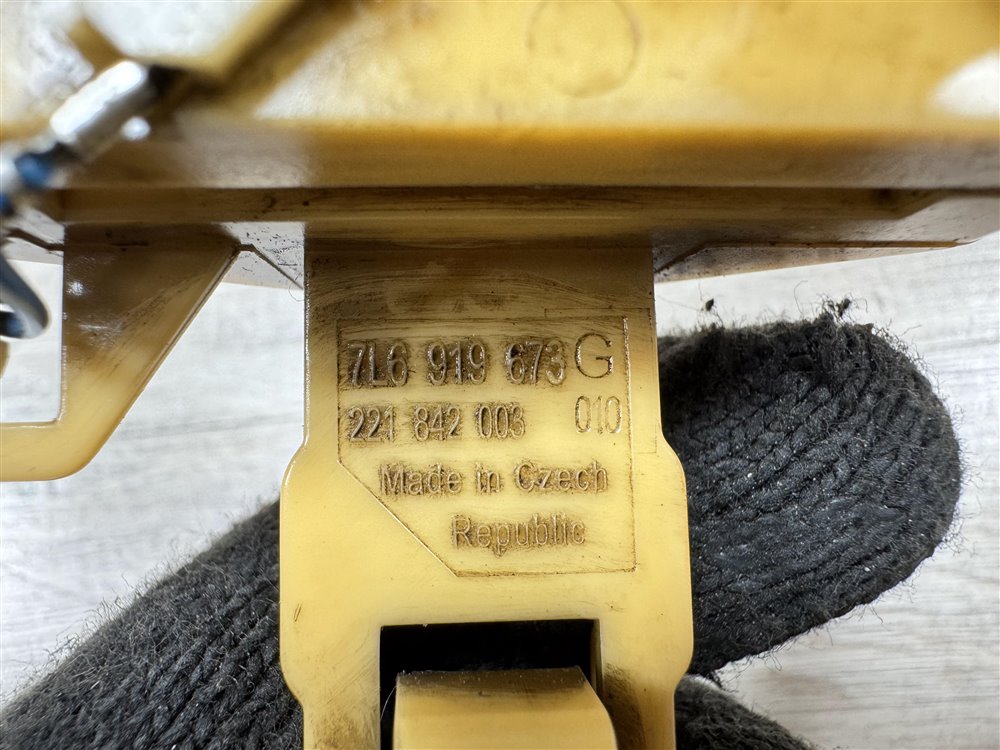 7L6 919 673 G
221 842 003 010
Made in Czech
Republic